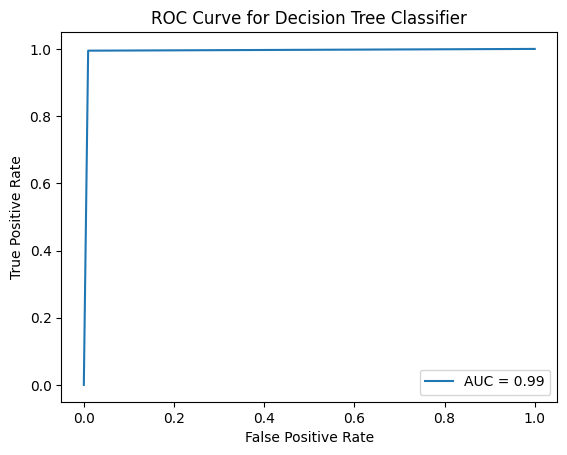 ROC Curve for Decision Tree Classifier
1.0
0.8
0.6
0.4
0.2
0.0
True Positive Rate
AUC = 0.99
0.0 0.2 0.4 0.6 0.8 1.0
False Positive Rate